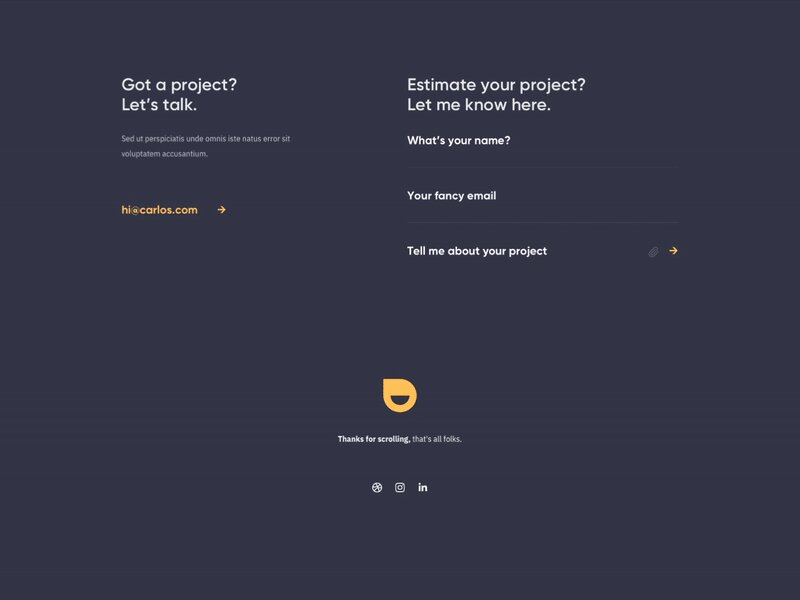 Got a project?
Let's talk.
Sed ut perspiciatis unde omnis iste natus error sit
voluptatem accusantium.
hi@carlos.com
Estimate your project?
Let me know here.
What's your name?
Your fancy email
Tell me about your project
Thanks for scrolling, that's all folks.
in